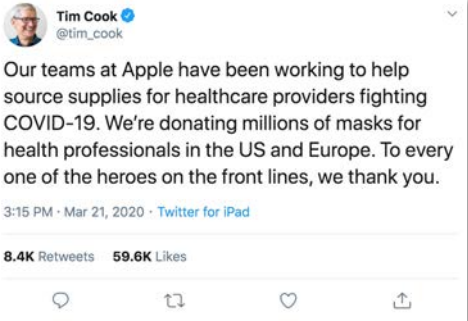 Tim Cook
@tim_cook
Our teams at Apple have been working to help
source supplies for healthcare providers fighting
COVID-19. We're donating millions of masks for
health professionals in the US and Europe. To every
one of the heroes on the front lines, we thank you.
3:15 PM · Mar 21, 2020 · Twitter for iPad
8.4K Retweets 59.6K Likes